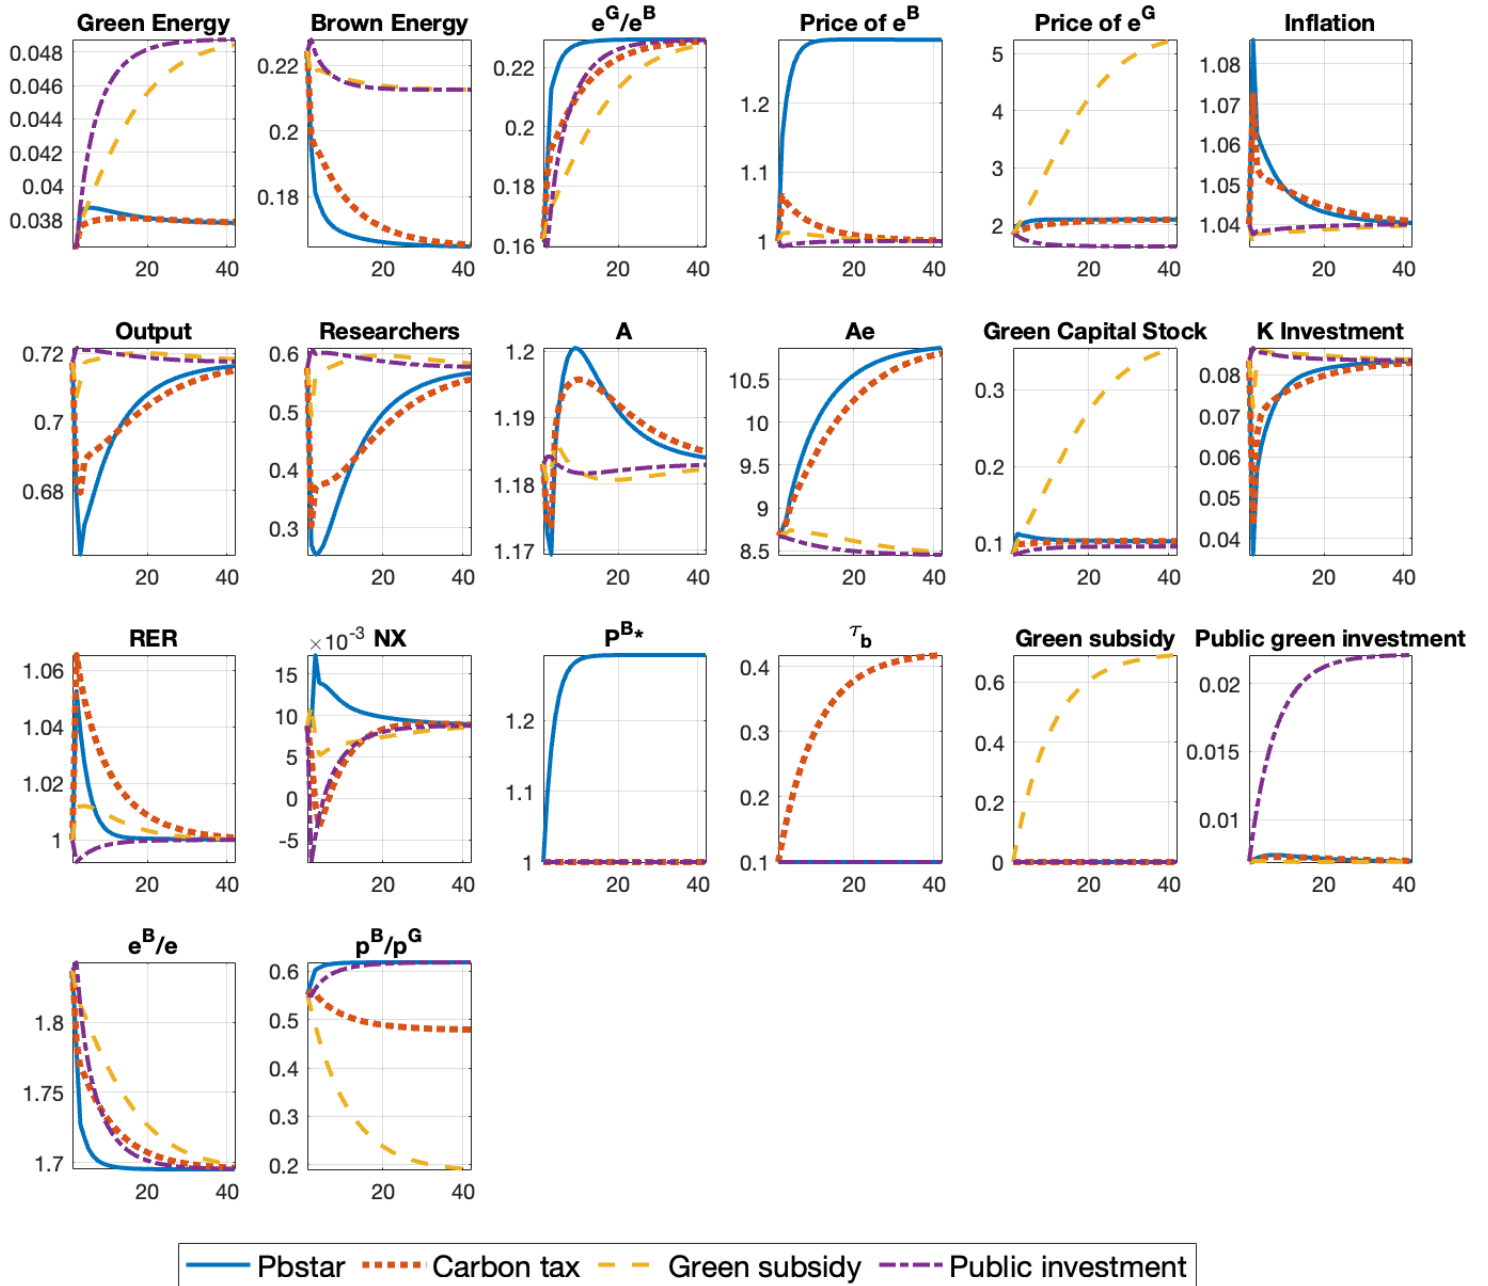 Green Energy Brown Energy e^G/e^B Price of e^B Price of e^G Inflation
0.048 0.046 0.044 0.042 0.04 0.038 20 40
0.22 0.2 0.18 20 40
0.22 0.2 0.18 0.16 20 40
1.2 1.1 1 20 40
5 4 3 2 20 40
1.08 1.07 1.06 1.05 1.04 20 40
Output Researchers A Ae Green Capital Stock K Investment
0.72 0.7 0.68 20 40
0.6 0.5 0.4 0.3 20 40
1.2 1.19 1.18 1.17 20 40
10.5 10 9.5 9 8.5 20 40
0.3 0.2 0.1 20 40
0.08 0.07 0.06 0.05 0.04 20 40
RER ×10^-3 NX P^B* τ_b Green subsidy Public green investment
1.06 1.04 1.02 1 20 40
15 10 5 0 -5 20 40
1.2 1.1 1 20 40
0.4 0.3 0.2 0.1 20 40
0.6 0.4 0.2 0 20 40
0.02 0.015 0.01 20 40
e^B/e p^B/p^G
1.8 1.75 1.7 20 40
0.6 0.5 0.4 0.3 0.2 20 40
Pbstar Carbon tax Green subsidy Public investment